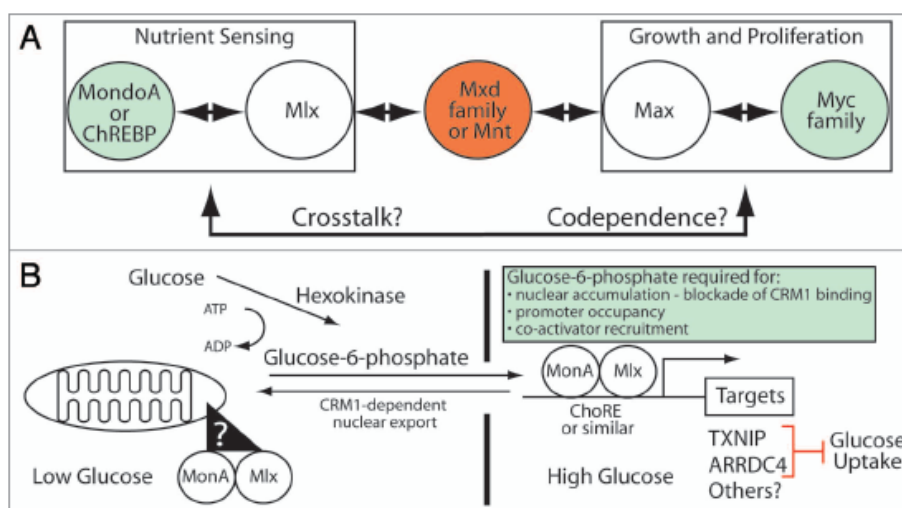 A
Nutrient Sensing
Growth and Proliferation
MondoA
or
ChREBP
Mlx
Mxd
family
or Mnt
Max
Myc
family
Crosstalk?
Codependence?
B
Glucose
Hexokinase
ATP
ADP
Glucose-6-phosphate
CRM1-dependent
nuclear export
?
MonA
Mlx
Low Glucose
Glucose-6-phosphate required for:
• nuclear accumulation - blockade of CRM1 binding
• promoter occupancy
• co-activator recruitment
MonA
Mlx
ChoRE
or similar
Targets
High Glucose
TXNIP
ARRDC4
Others?
Glucose
Uptake